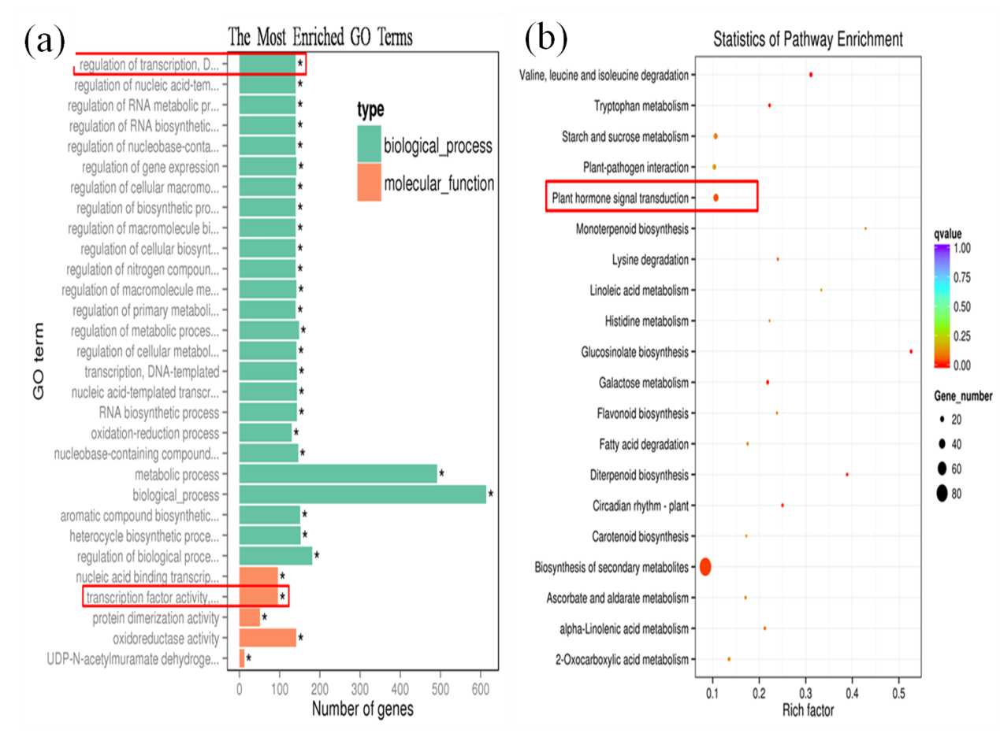 (a)
The Most Enriched GO Terms
regulation of transcription, D...
regulation of nucleic acid-tem...
regulation of RNA metabolic pr...
regulation of RNA biosynthetic...
regulation of nucleobase-conta...
regulation of gene expression
regulation of cellular macromo...
regulation of biosynthetic pro...
regulation of macromolecule bi...
regulation of cellular biosynt...
regulation of nitrogen compoun...
regulation of macromolecule me...
regulation of primary metaboli...
regulation of metabolic proces...
regulation of cellular metabol...
transcription, DNA-templated
nucleic acid-templated transcr...
RNA biosynthetic process
oxidation-reduction process
nucleobase-containing compound...
metabolic process
biological_process
aromatic compound biosynthetic...
heterocycle biosynthetic proce...
regulation of biological proce...
nucleic acid binding transcrip...
transcription factor activity,...
protein dimerization activity
oxidoreductase activity
UDP-N-acetylmuramate dehydroge...
GO term
type
biological_process
molecular_function
0 100 200 300 400 500 600
Number of genes
(b)
Statistics of Pathway Enrichment
Valine, leucine and isoleucine degradation
Tryptophan metabolism
Starch and sucrose metabolism
Plant-pathogen interaction
Plant hormone signal transduction
Monoterpenoid biosynthesis
Lysine degradation
Linoleic acid metabolism
Histidine metabolism
Glucosinolate biosynthesis
Galactose metabolism
Flavonoid biosynthesis
Fatty acid degradation
Diterpenoid biosynthesis
Circadian rhythm - plant
Carotenoid biosynthesis
Biosynthesis of secondary metabolites
Ascorbate and aldarate metabolism
alpha-Linolenic acid metabolism
2-Oxocarboxylic acid metabolism
0.1 0.2 0.3 0.4 0.5
Rich factor
qvalue
1.00
0.75
0.50
0.25
0.00
Gene_number
20
40
60
80